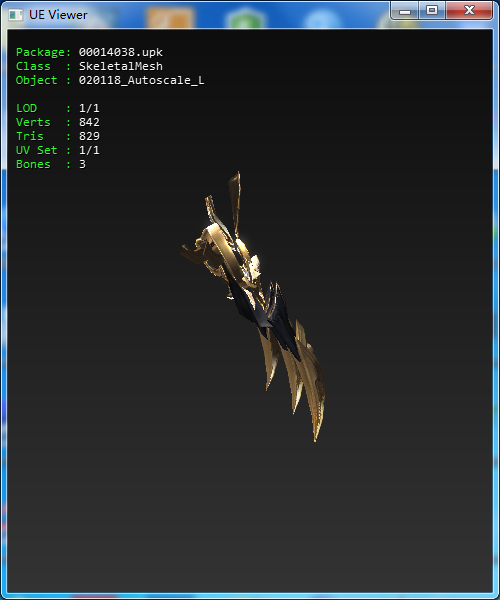 UE Viewer
Package: 00014038.upk
Class  : SkeletalMesh
Object : 020118_Autoscale_L
LOD    : 1/1
Verts  : 842
Tris   : 829
UV Set : 1/1
Bones  : 3